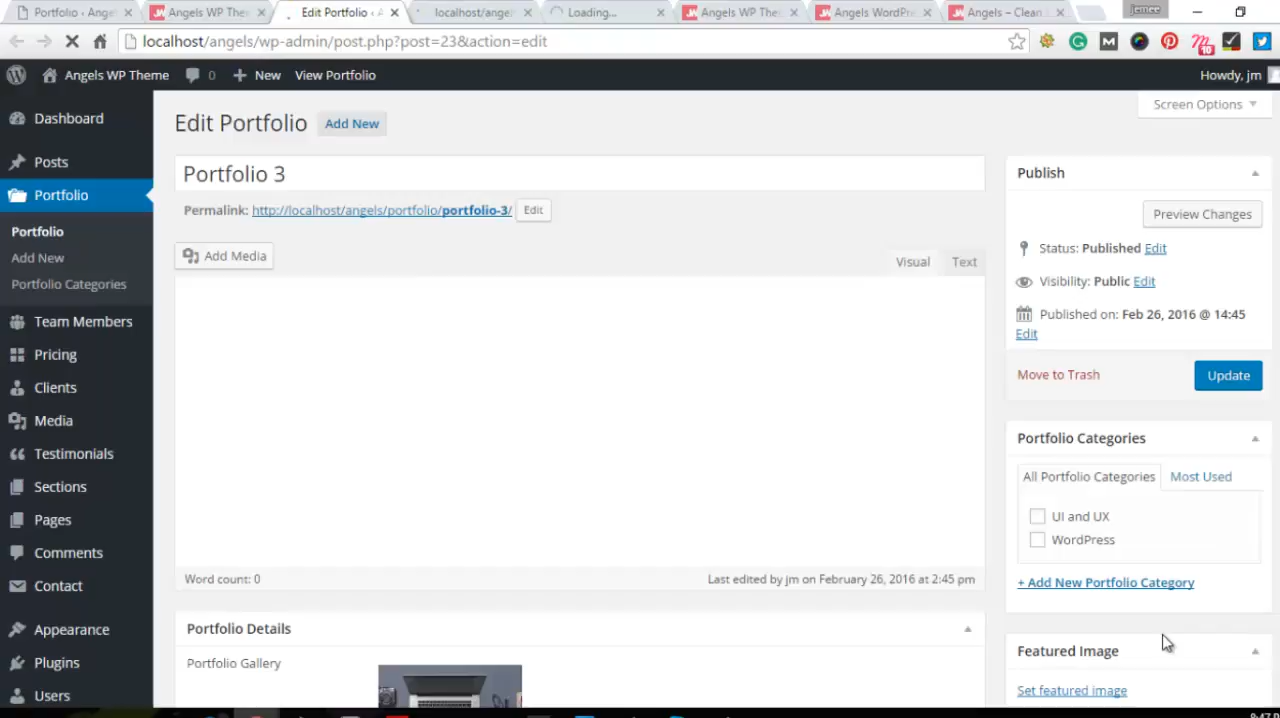 Portfolio ‹ Ange
Angels WP The
Edit Portfolio ‹ A
localhost/angel
Loading...
Angels WP The
Angels WordPre
Angels – Clean
Jemee
localhost/angels/wp-admin/post.php?post=23&action=edit
10
Angels WP Theme
0
New
View Portfolio
Howdy, jm
Screen Options
Dashboard
Posts
Portfolio
Portfolio
Add New
Portfolio Categories
Team Members
Pricing
Clients
Media
Testimonials
Sections
Pages
Comments
Contact
Appearance
Plugins
Users
Edit Portfolio
Add New
Portfolio 3
Permalink: http://localhost/angels/portfolio/portfolio-3/ Edit
Add Media
Visual
Text
Word count: 0
Last edited by jm on February 26, 2016 at 2:45 pm
Portfolio Details
Portfolio Gallery
Publish
Preview Changes
Status: Published Edit
Visibility: Public Edit
Published on: Feb 26, 2016 @ 14:45
Edit
Move to Trash
Update
Portfolio Categories
All Portfolio Categories
Most Used
UI and UX
WordPress
+ Add New Portfolio Category
Featured Image
Set featured image